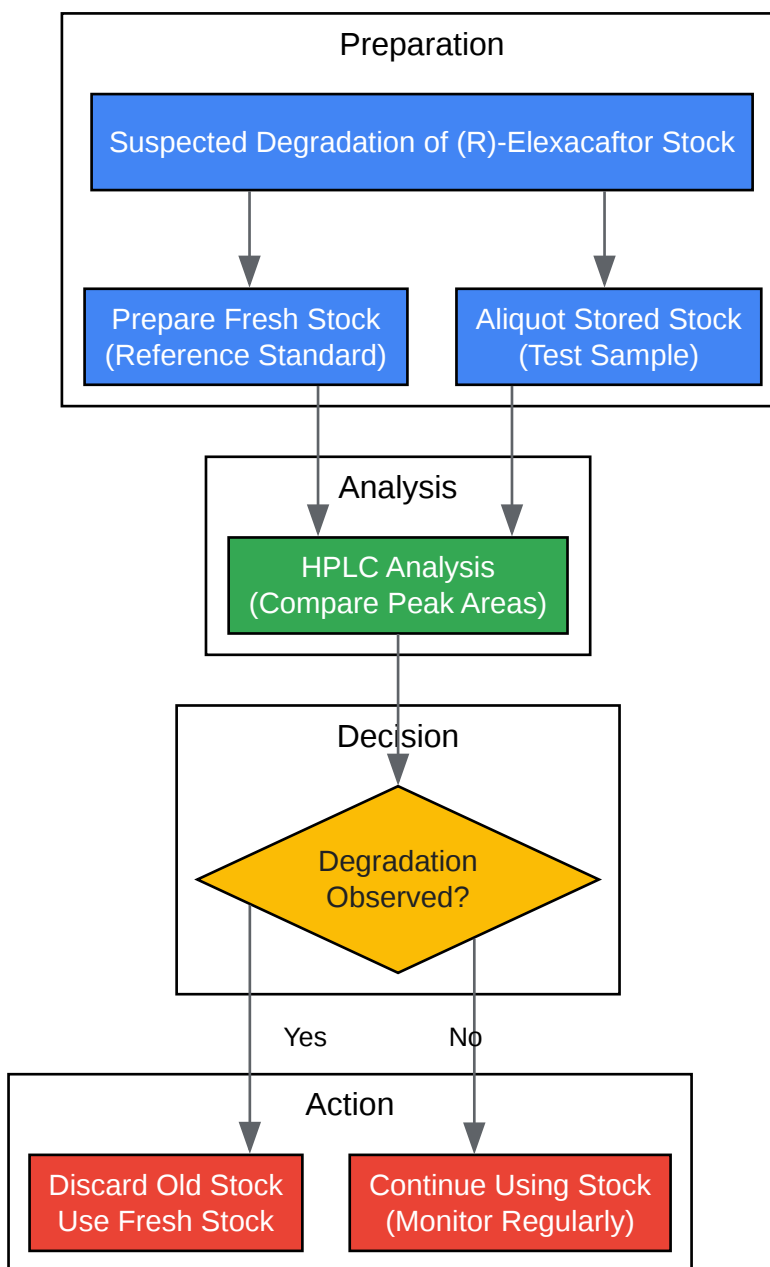 Preparation
Suspected Degradation of (R)-Elexacaftor Stock
Prepare Fresh Stock
(Reference Standard)
Aliquot Stored Stock
(Test Sample)
Analysis
HPLC Analysis
(Compare Peak Areas)
Decision
Degradation
Observed?
Yes
No
Action
Discard Old Stock
Use Fresh Stock
Continue Using Stock
(Monitor Regularly)